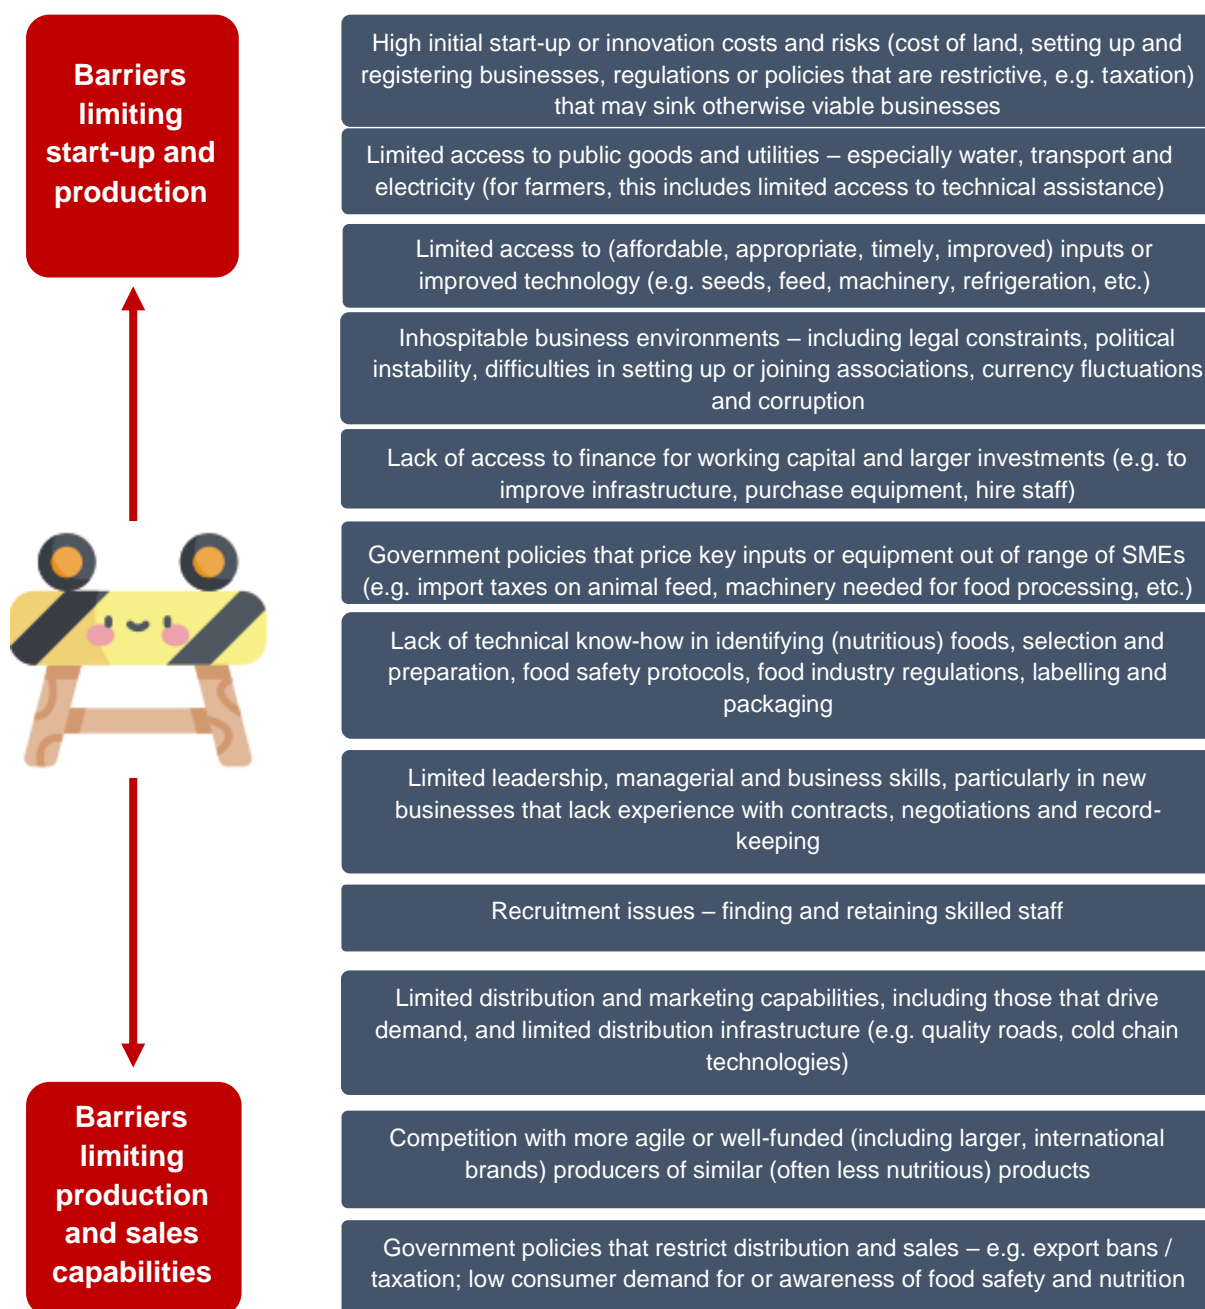 Barriers
limiting
start-up and
production
High initial start-up or innovation costs and risks (cost of land, setting up and
registering businesses, regulations or policies that are restrictive, e.g. taxation)
that may sink otherwise viable businesses
Limited access to public goods and utilities – especially water, transport and
electricity (for farmers, this includes limited access to technical assistance)
Limited access to (affordable, appropriate, timely, improved) inputs or
improved technology (e.g. seeds, feed, machinery, refrigeration, etc.)
Inhospitable business environments – including legal constraints, political
instability, difficulties in setting up or joining associations, currency fluctuations
and corruption
Lack of access to finance for working capital and larger investments (e.g. to
improve infrastructure, purchase equipment, hire staff)
Government policies that price key inputs or equipment out of range of SMEs
(e.g. import taxes on animal feed, machinery needed for food processing, etc.)
Lack of technical know-how in identifying (nutritious) foods, selection and
preparation, food safety protocols, food industry regulations, labelling and
packaging
Limited leadership, managerial and business skills, particularly in new
businesses that lack experience with contracts, negotiations and record-
keeping
Recruitment issues – finding and retaining skilled staff
Limited distribution and marketing capabilities, including those that drive
demand, and limited distribution infrastructure (e.g. quality roads, cold chain
technologies)
Barriers
limiting
production
and sales
capabilities
Competition with more agile or well-funded (including larger, international
brands) producers of similar (often less nutritious) products
Government policies that restrict distribution and sales – e.g. export bans /
taxation; low consumer demand for or awareness of food safety and nutrition